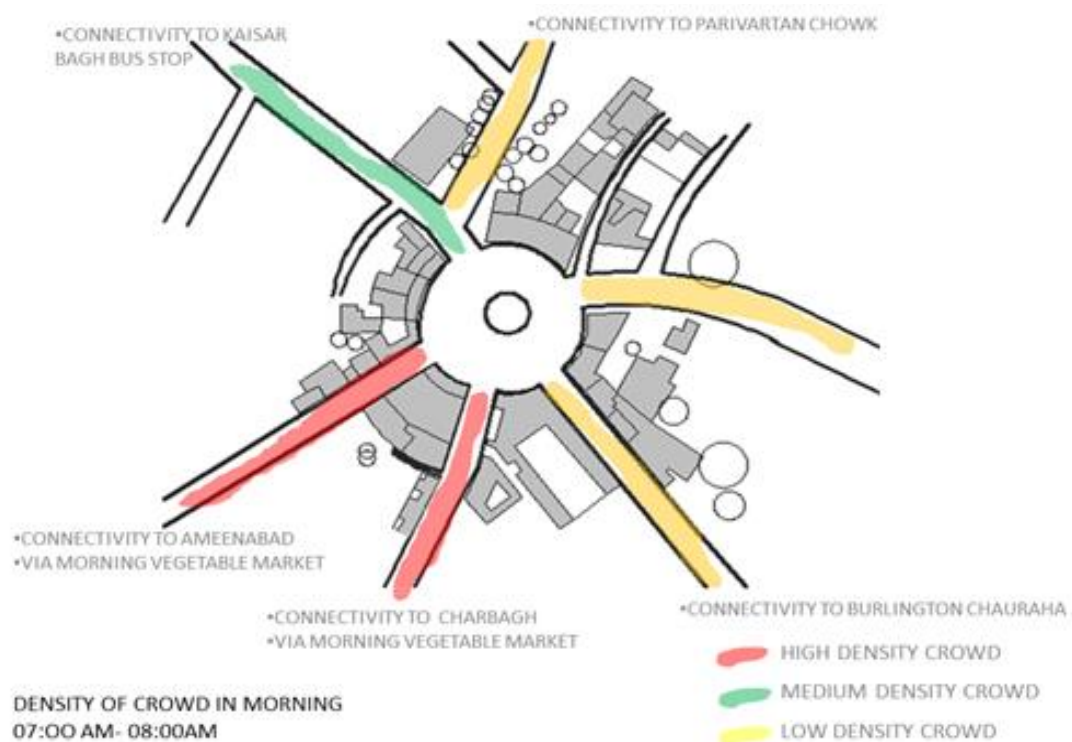 •CONNECTIVITY TO KAISAR
BAGH BUS STOP
•CONNECTIVITY TO PARIVARTAN CHOWK
•CONNECTIVITY TO AMEENABAD
•VIA MORNING VEGETABLE MARKET
•CONNECTIVITY TO CHARBAGH
•VIA MORNING VEGETABLE MARKET
•CONNECTIVITY TO BURLINGTON CHAURAHA
HIGH DENSITY CROWD
MEDIUM DENSITY CROWD
LOW DENSITY CROWD
DENSITY OF CROWD IN MORNING
07:OO AM- 08:00AM